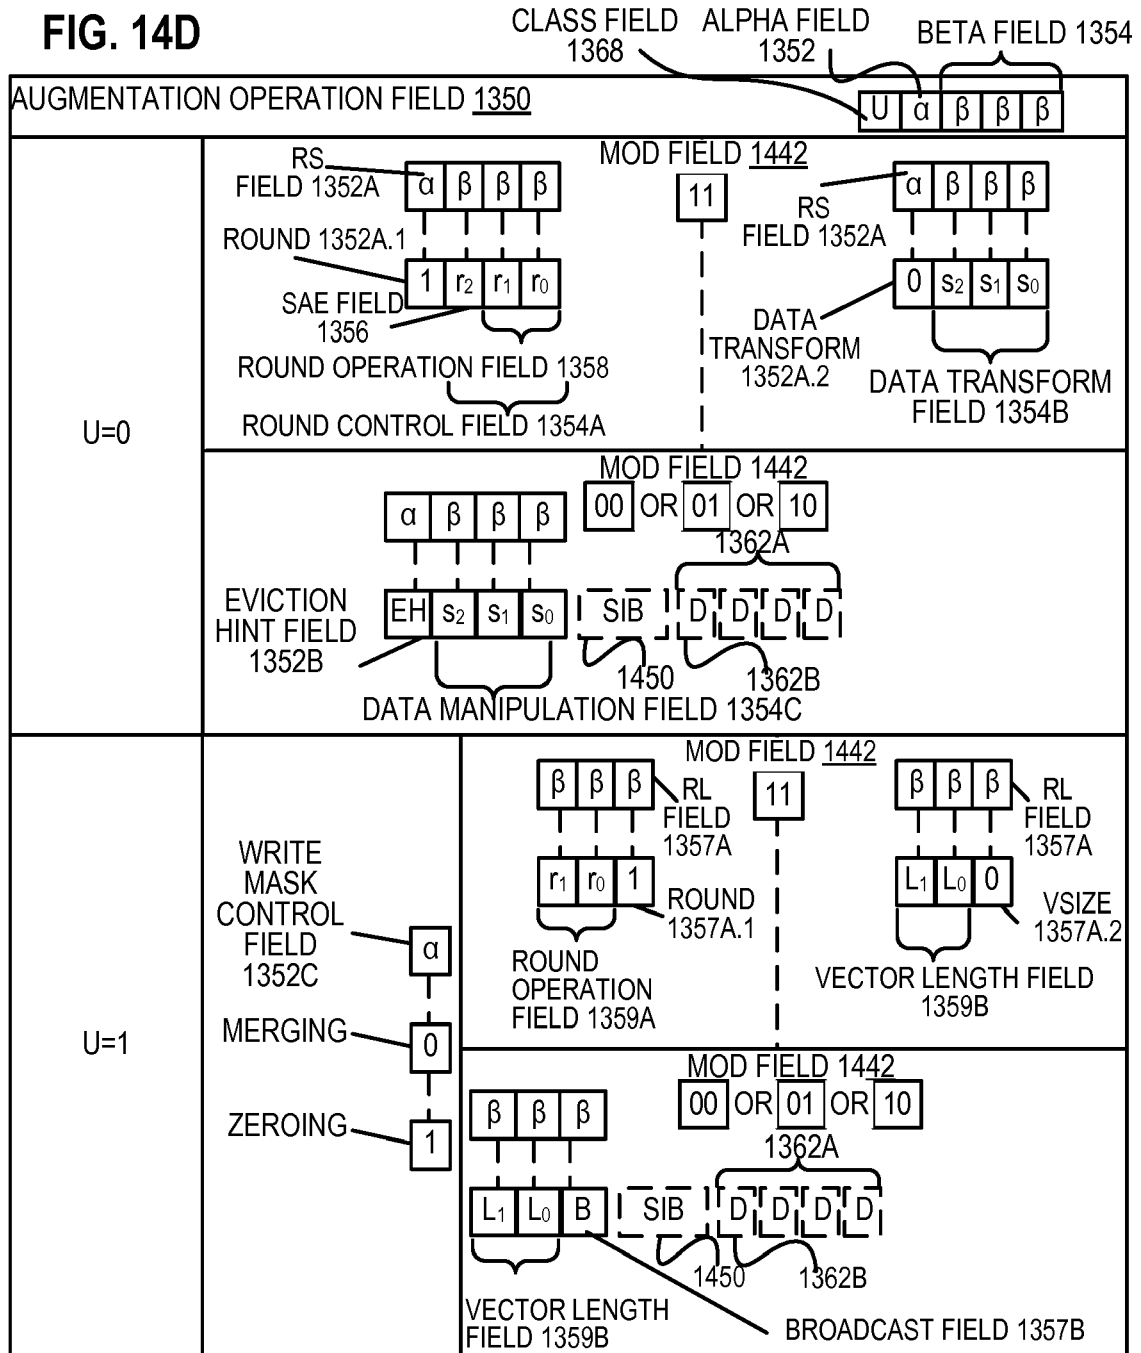 FIG. 14D
CLASS FIELD
1368
ALPHA FIELD
1352
BETA FIELD 1354
AUGMENTATION OPERATION FIELD 1350
U α β β β
U=0
MOD FIELD 1442
11
RS
FIELD 1352A
α β β β
ROUND 1352A.1
1 r2 r1 r0
SAE FIELD
1356
ROUND OPERATION FIELD 1358
ROUND CONTROL FIELD 1354A
α β β β
RS
FIELD 1352A
0 s2 s1 s0
DATA
TRANSFORM
1352A.2
DATA TRANSFORM
FIELD 1354B
MOD FIELD 1442
00 OR 01 OR 10
α β β β
1362A
EH s2 s1 s0 SIB D D D D
EVICTION
HINT FIELD
1352B
1450
1362B
DATA MANIPULATION FIELD 1354C
U=1
WRITE
MASK
CONTROL
FIELD
1352C
α
MERGING 0
ZEROING 1
MOD FIELD 1442
11
β β β
RL
FIELD
1357A
r1 r0 1
ROUND
1357A.1
ROUND
OPERATION
FIELD 1359A
β β β
RL
FIELD
1357A
L1 L0 0
VSIZE
1357A.2
VECTOR LENGTH FIELD
1359B
MOD FIELD 1442
00 OR 01 OR 10
β β β
1362A
L1 L0 B SIB D D D D
1450
1362B
VECTOR LENGTH
FIELD 1359B
BROADCAST FIELD 1357B